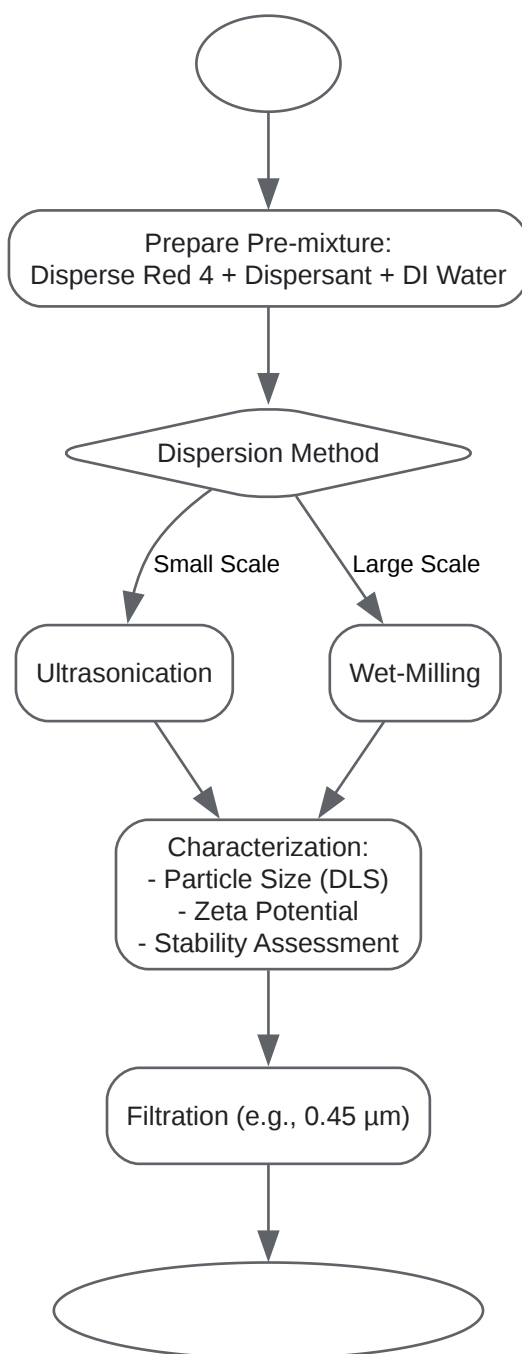 Prepare Pre-mixture:
Disperse Red 4 + Dispersant + DI Water
Dispersion Method
Small Scale
Large Scale
Ultrasonication
Wet-Milling
Characterization:
- Particle Size (DLS)
- Zeta Potential
- Stability Assessment
Filtration (e.g., 0.45 µm)